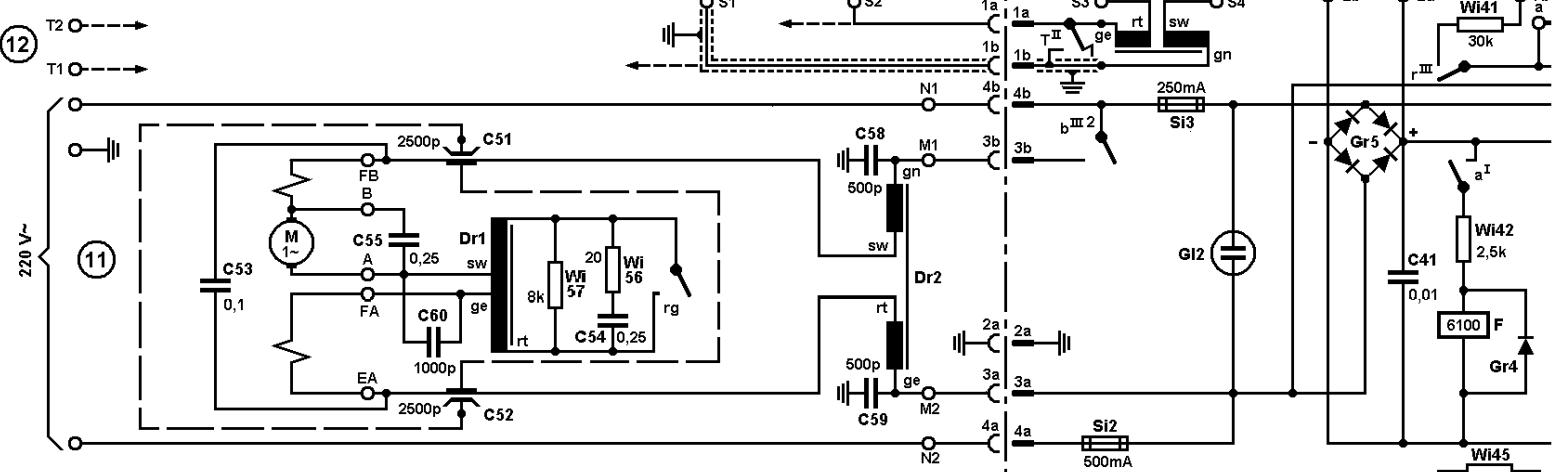 S1
S2
1a
1a
S3
S4
Wi41
a
T2
12
rt
sw
ge
gn
T II
30k
T1
1b
1b
r III
N1
4b
4b
250mA
Si3
2500p
C51
C58
M1
3b
3b
b III 2
-
Gr5
+
FB
500p
gn
a I
B
220 V~
11
M
1~
C55
0,25
Dr1
sw
20
Wi
56
Wi
57
8k
sw
Wi42
2,5k
A
C53
0,1
Gl2
C41
0,01
Dr2
FA
ge
rg
rt
C60
1000p
rt
C54
0,25
2a
2a
6100
F
Gr4
500p
EA
ge
3a
3a
2500p
C52
C59
M2
4a
4a
Si2
N2
500mA
Wi45